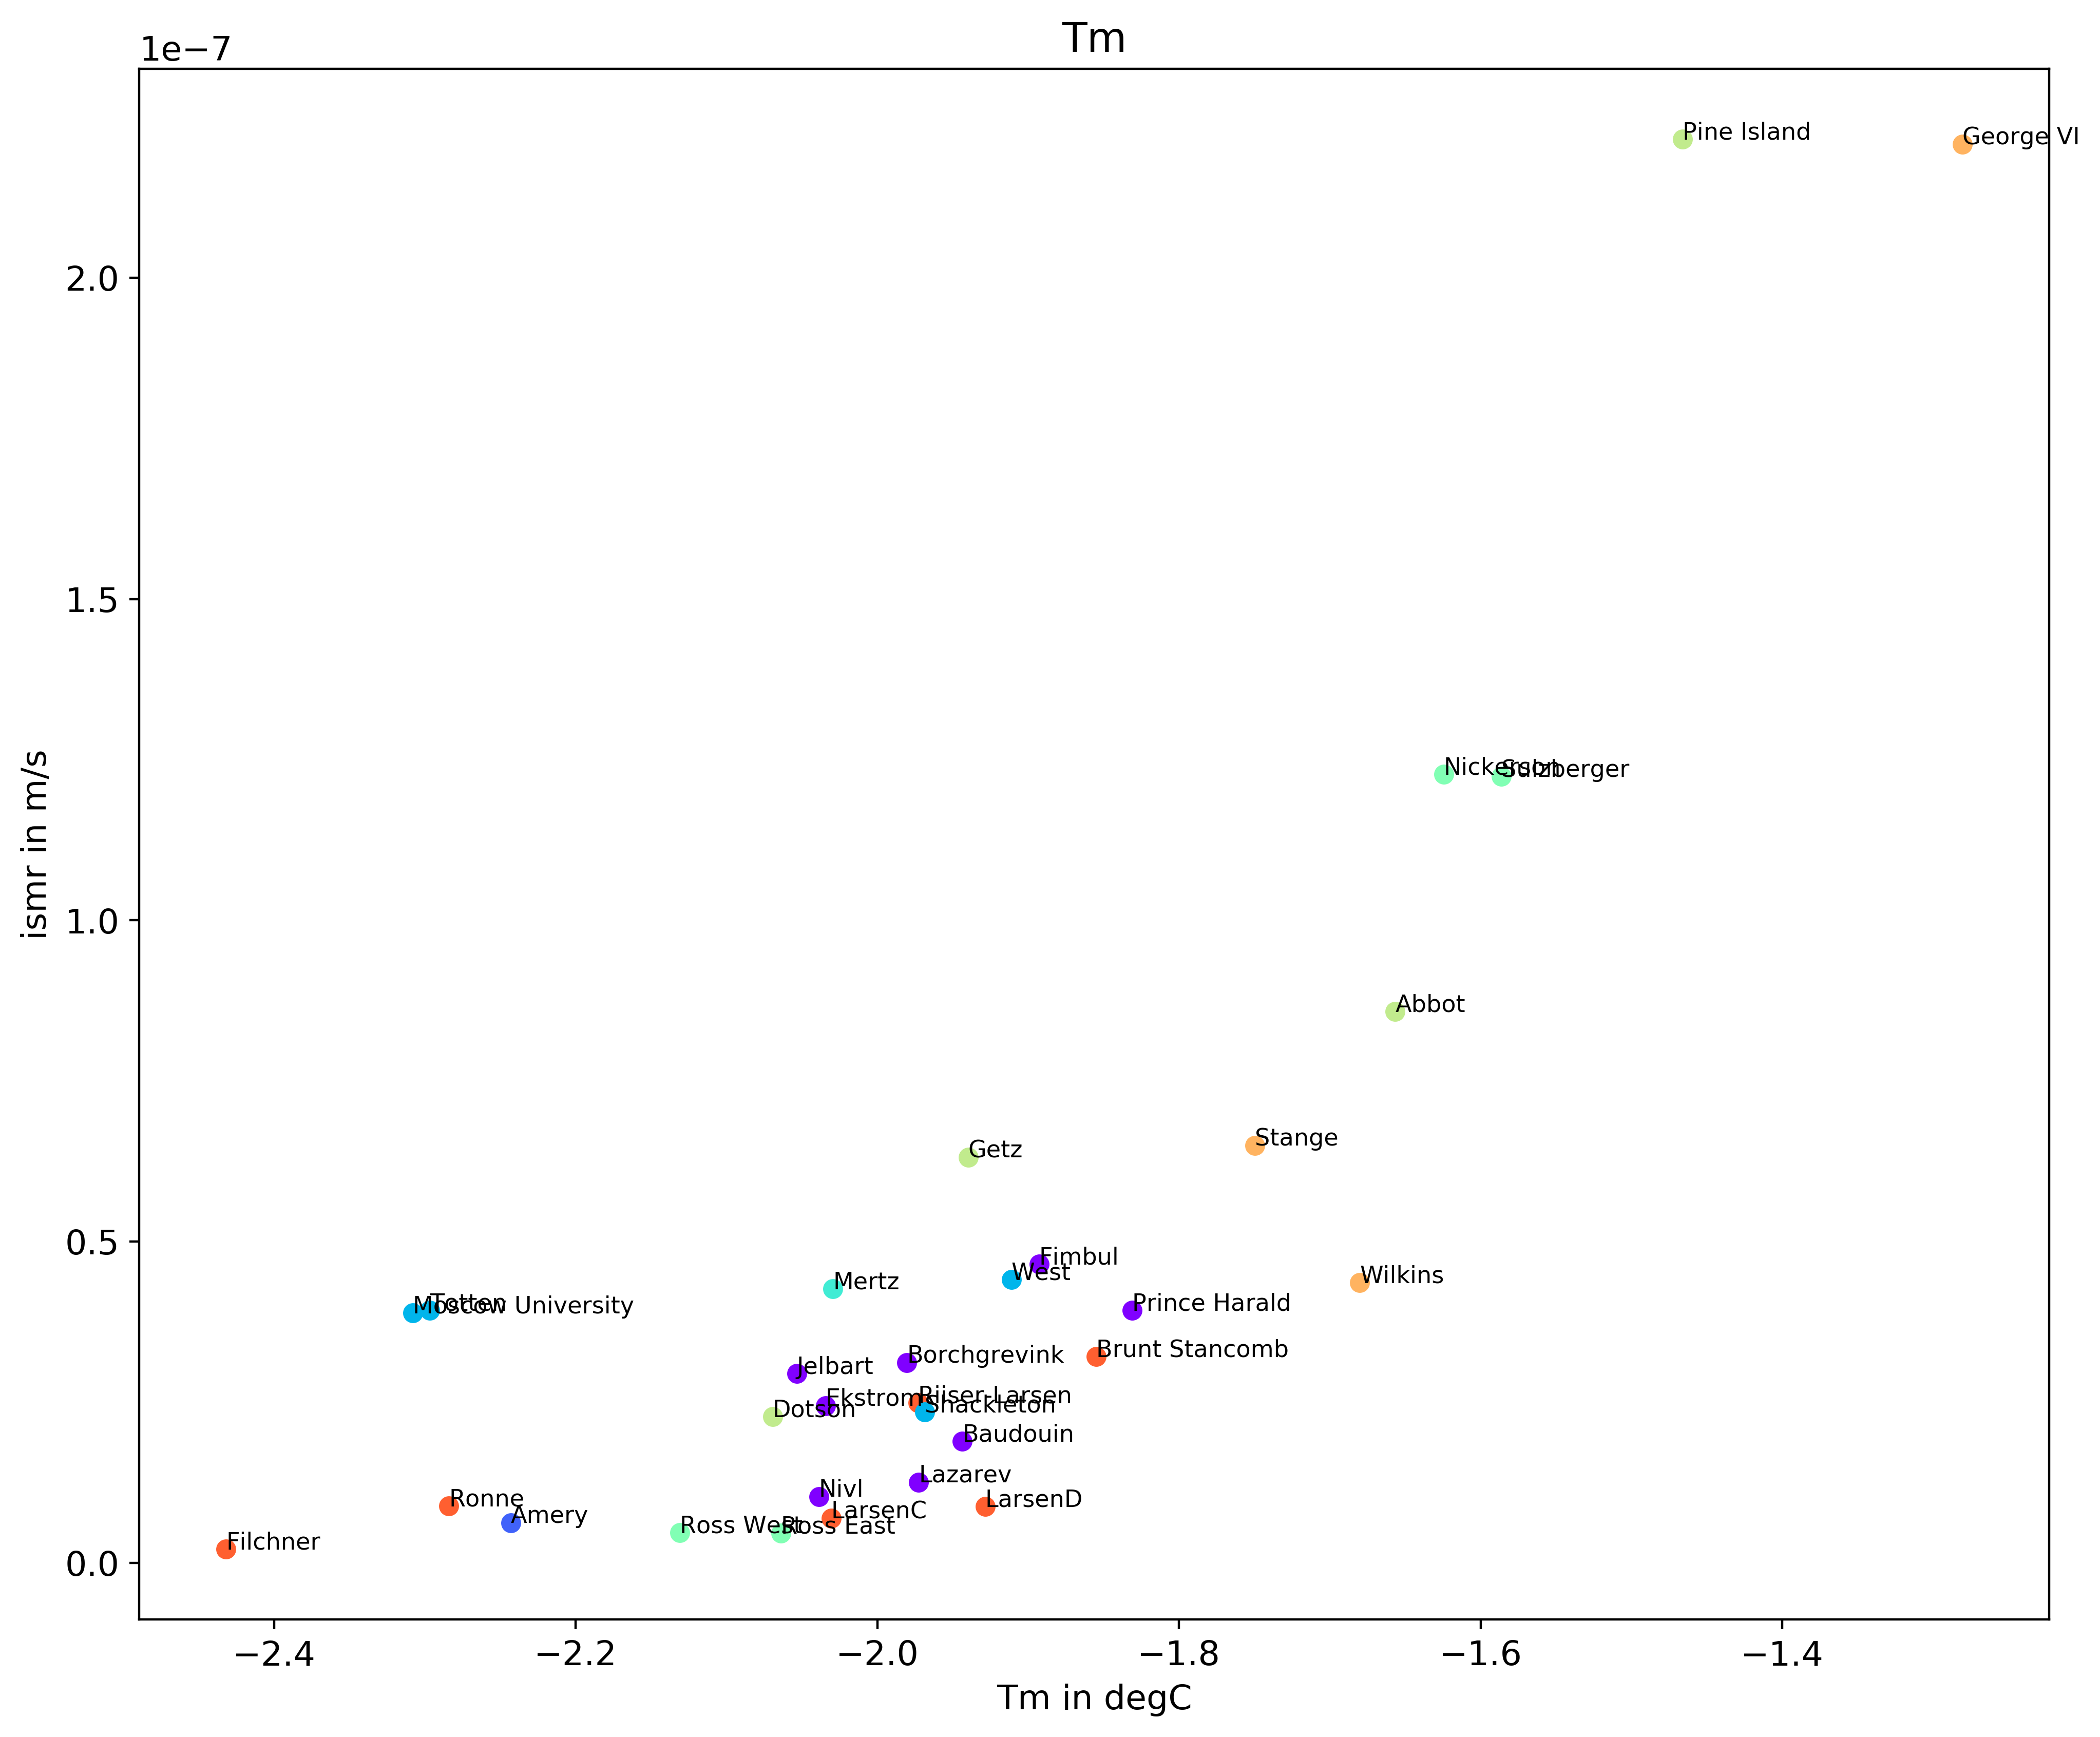 Tm
1e−7
Pine Island
George VI
2.0
1.5
Nickerson
Sulzberger
ismr in m/s
1.0
Abbot
Stange
Getz
0.5
Fimbul
West
Wilkins
Mertz
Totten
Moscow University
Prince Harald
Brunt Stancomb
Borchgrevink
Jelbart
Riiser-Larsen
Ekstrom
Shackleton
Dotson
Baudouin
Lazarev
Nivl
Ronne
LarsenD
LarsenC
Amery
Ross West
Ross East
Filchner
0.0
−2.4 −2.2 −2.0 −1.8 −1.6 −1.4
Tm in degC